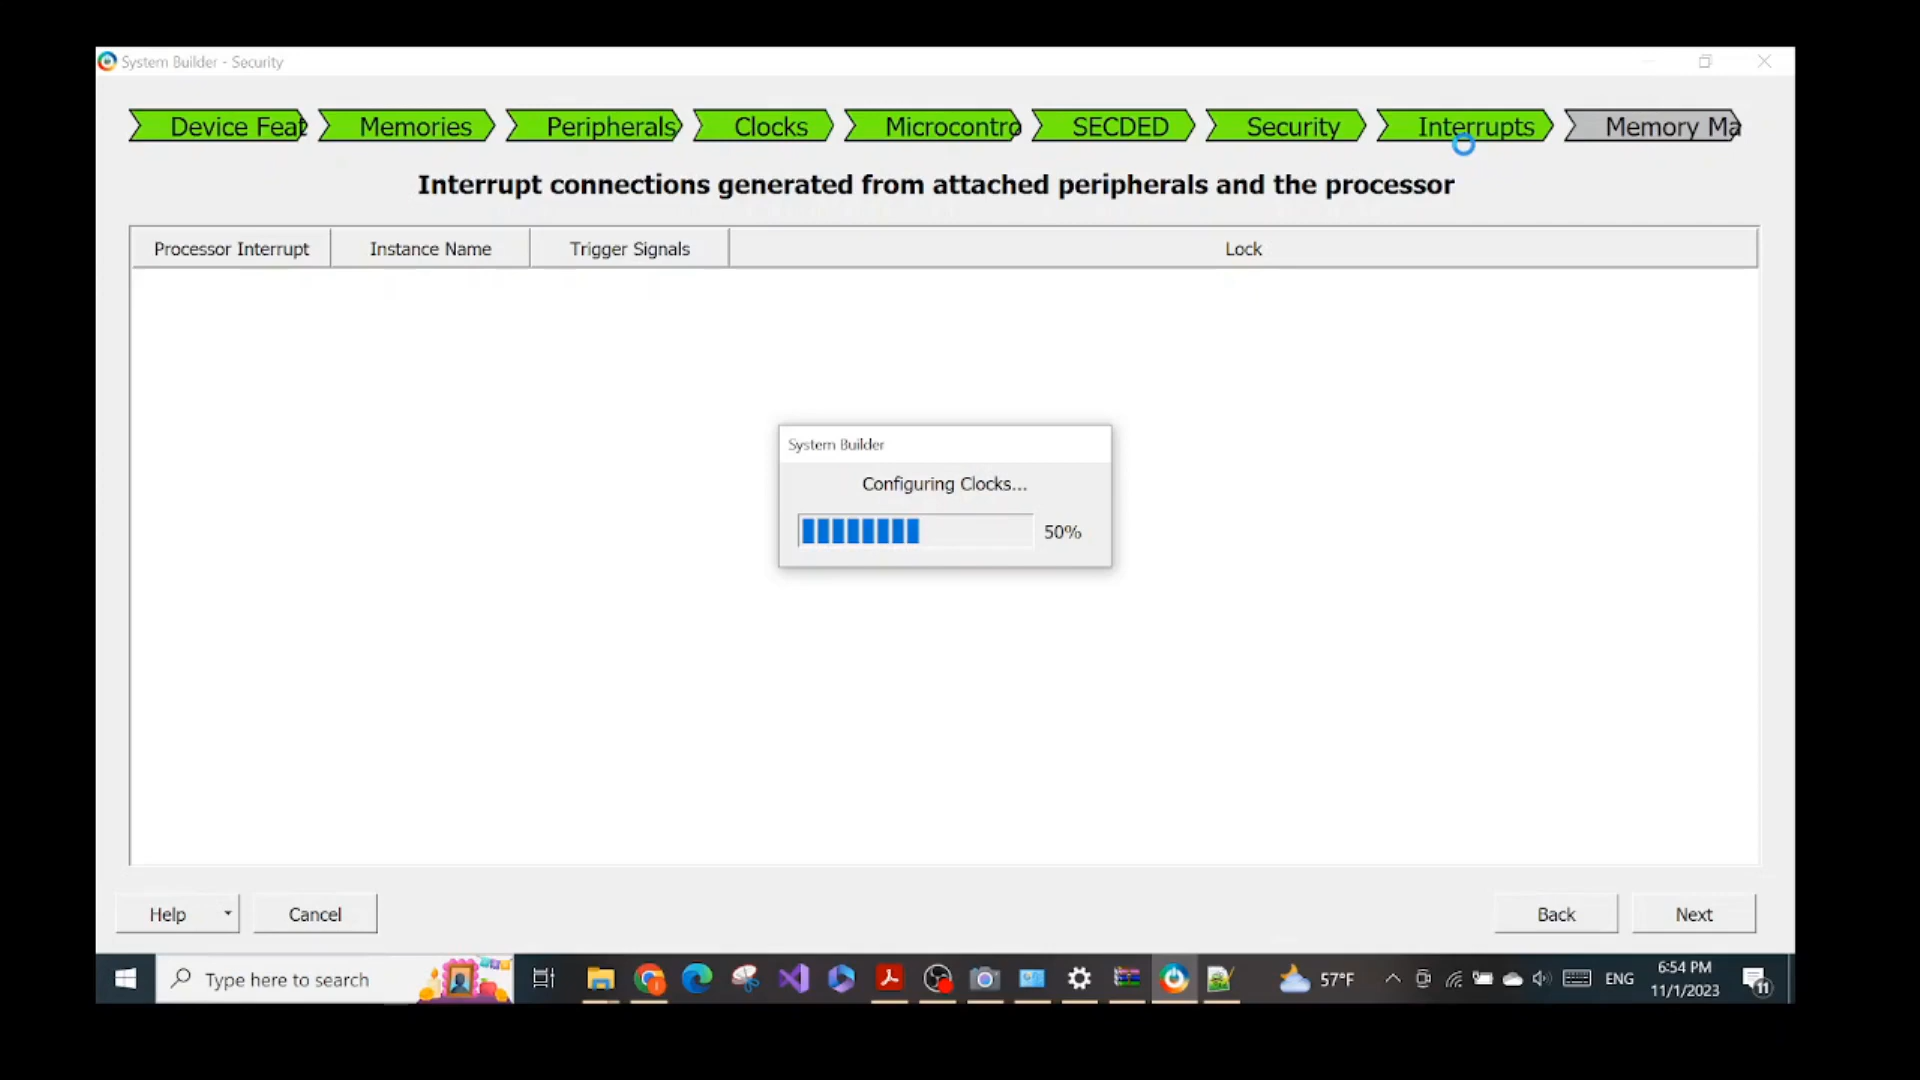 System Builder - Security
Device Feat
Memories
Peripherals
Clocks
Microcontro
SECDED
Security
Interrupts
Memory Ma
Interrupt connections generated from attached peripherals and the processor
Processor Interrupt
Instance Name
Trigger Signals
Lock
System Builder
Configuring Clocks...
50%
Help
Cancel
Back
Next
Type here to search
57°F
ENG
6:54 PM
11/1/2023
11